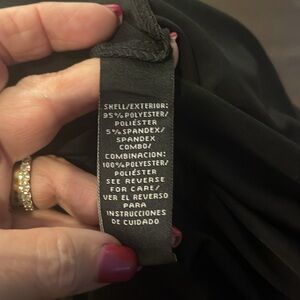 SHELL/EXTERIOR:
95%POLYESTER/
POLIÉSTER
5%SPANDEX/
SPANDEX
COMBO/
COMBINACION:
100%POLYESTER/
POLIÉSTER
SEE REVERSE
FOR CARE/
VER EL REVERSO
PARA
INSTRUCCIONES
DE CUIDADO